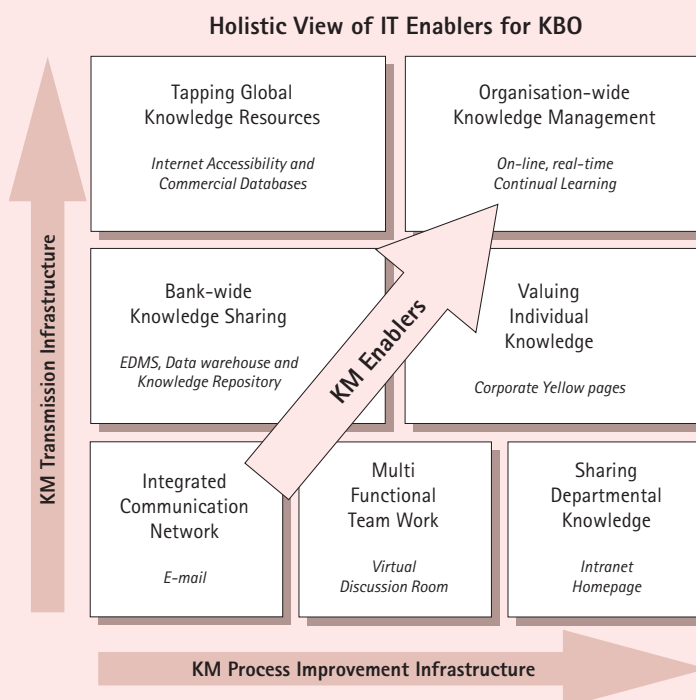 Holistic View of IT Enablers for KBO
Tapping Global
Knowledge Resources
Internet Accessibility and
Commercial Databases
Organisation-wide
Knowledge Management
On-line, real-time
Continual Learning
KM Transmission Infrastructure
Bank-wide
Knowledge Sharing
EDMS, Data warehouse and
Knowledge Repository
KM Enablers
Valuing
Individual
Knowledge
Corporate Yellow pages
Integrated
Communication
Network
E-mail
Multi
Functional
Team Work
Virtual
Discussion Room
Sharing
Departmental
Knowledge
Intranet
Homepage
KM Process Improvement Infrastructure